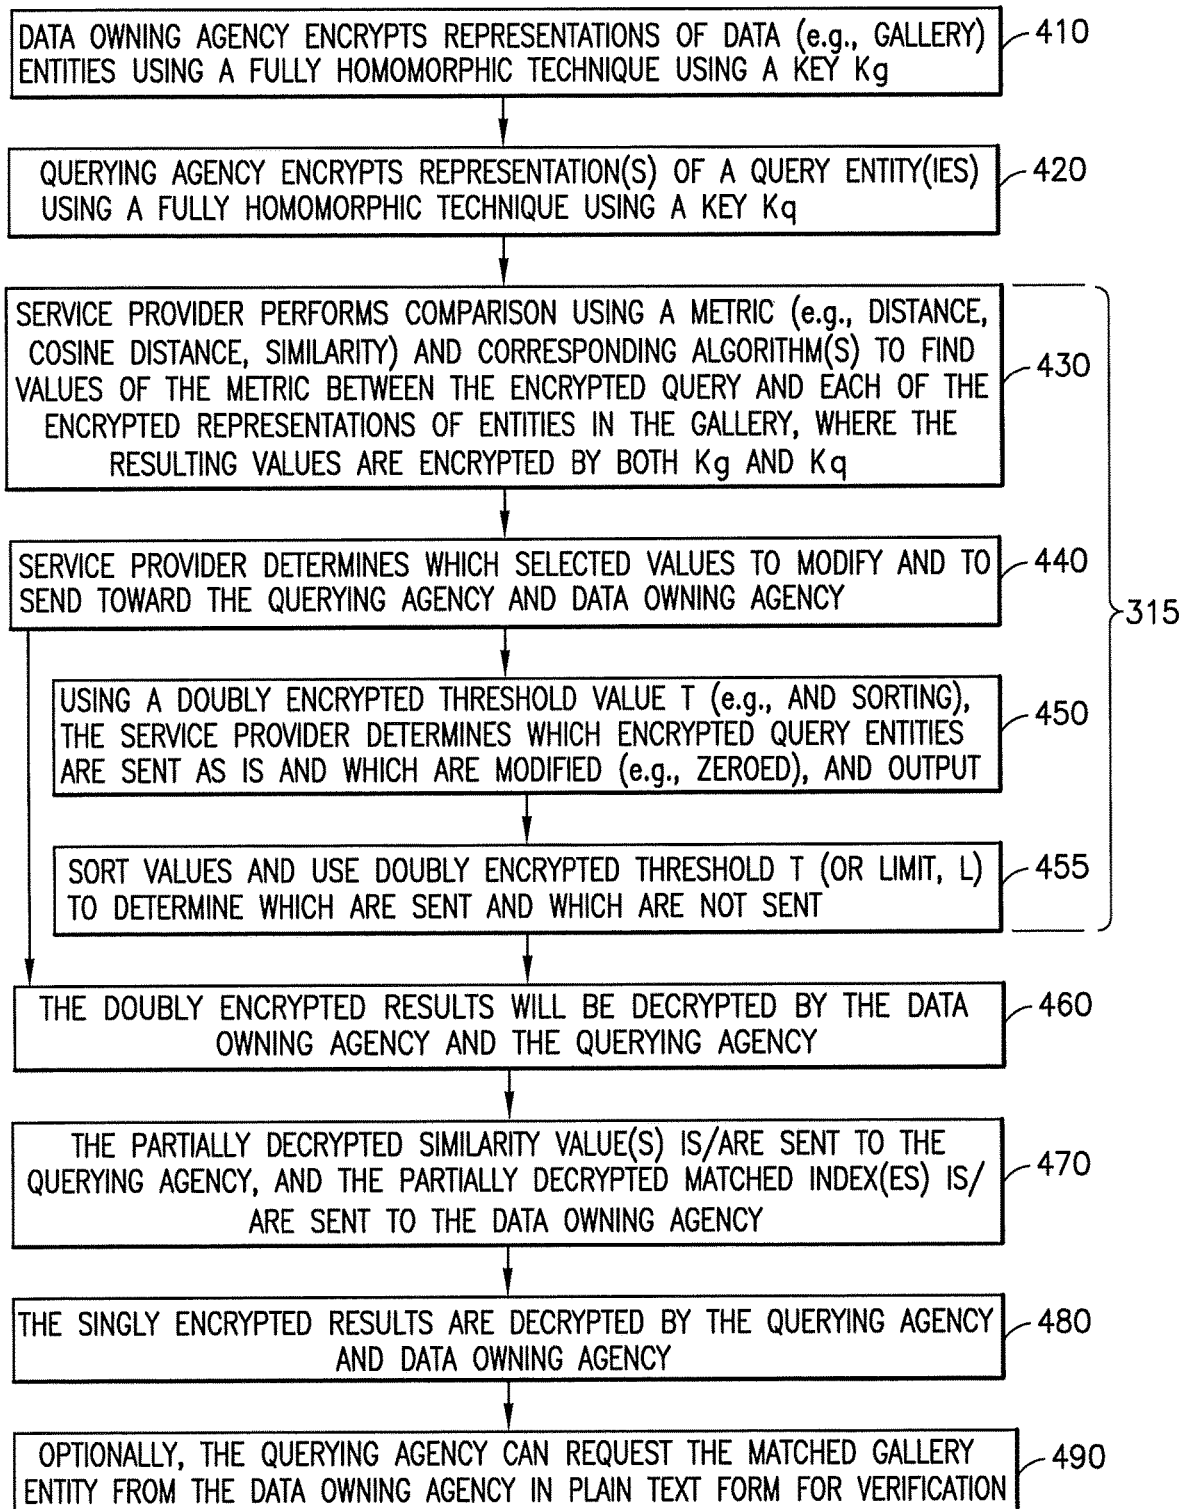 DATA OWNING AGENCY ENCRYPTS REPRESENTATIONS OF DATA (e.g., GALLERY)
ENTITIES USING A FULLY HOMOMORPHIC TECHNIQUE USING A KEY Kg
410
QUERYING AGENCY ENCRYPTS REPRESENTATION(S) OF A QUERY ENTITY(IES)
USING A FULLY HOMOMORPHIC TECHNIQUE USING A KEY Kq
420
SERVICE PROVIDER PERFORMS COMPARISON USING A METRIC (e.g., DISTANCE,
COSINE DISTANCE, SIMILARITY) AND CORRESPONDING ALGORITHM(S) TO FIND
VALUES OF THE METRIC BETWEEN THE ENCRYPTED QUERY AND EACH OF THE
ENCRYPTED REPRESENTATIONS OF ENTITIES IN THE GALLERY, WHERE THE
RESULTING VALUES ARE ENCRYPTED BY BOTH Kg AND Kq
430
SERVICE PROVIDER DETERMINES WHICH SELECTED VALUES TO MODIFY AND TO
SEND TOWARD THE QUERYING AGENCY AND DATA OWNING AGENCY
440
315
USING A DOUBLY ENCRYPTED THRESHOLD VALUE T (e.g., AND SORTING),
THE SERVICE PROVIDER DETERMINES WHICH ENCRYPTED QUERY ENTITIES
ARE SENT AS IS AND WHICH ARE MODIFIED (e.g., ZEROED), AND OUTPUT
450
SORT VALUES AND USE DOUBLY ENCRYPTED THRESHOLD T (OR LIMIT, L)
TO DETERMINE WHICH ARE SENT AND WHICH ARE NOT SENT
455
THE DOUBLY ENCRYPTED RESULTS WILL BE DECRYPTED BY THE DATA
OWNING AGENCY AND THE QUERYING AGENCY
460
THE PARTIALLY DECRYPTED SIMILARITY VALUE(S) IS/ARE SENT TO THE
QUERYING AGENCY, AND THE PARTIALLY DECRYPTED MATCHED INDEX(ES) IS/
ARE SENT TO THE DATA OWNING AGENCY
470
THE SINGLY ENCRYPTED RESULTS ARE DECRYPTED BY THE QUERYING AGENCY
AND DATA OWNING AGENCY
480
OPTIONALLY, THE QUERYING AGENCY CAN REQUEST THE MATCHED GALLERY
ENTITY FROM THE DATA OWNING AGENCY IN PLAIN TEXT FORM FOR VERIFICATION
490